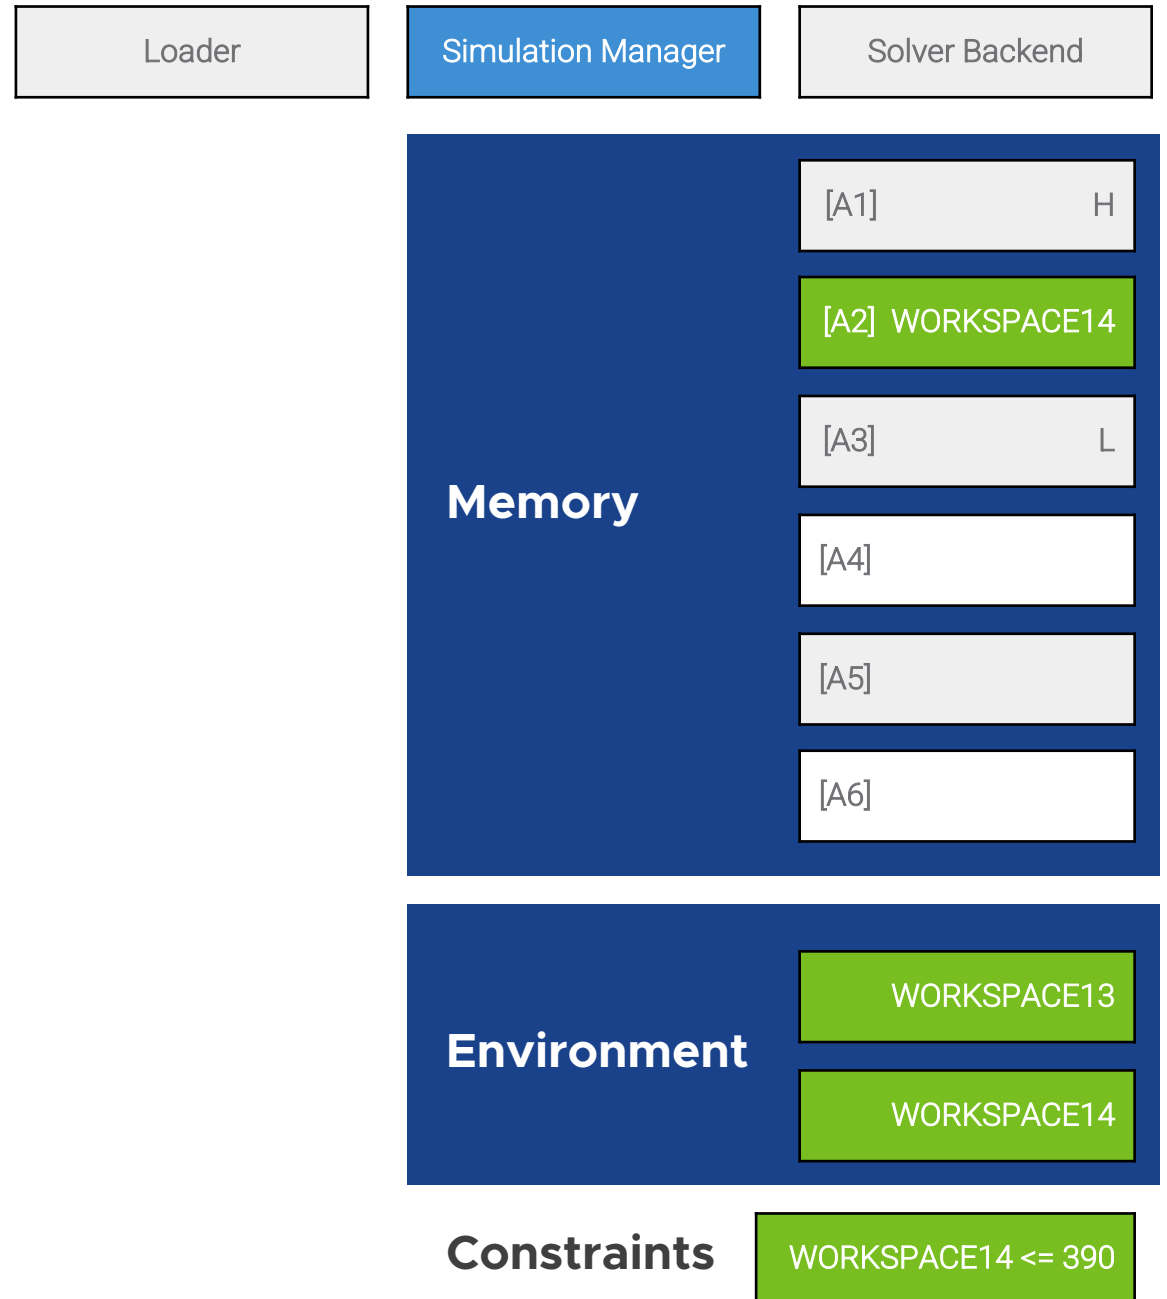 Loader
Simulation Manager
Solver Backend
[A1] H
[A2] WORKSPACE14
[A3] L
Memory
[A4]
[A5]
[A6]
WORKSPACE13
Environment
WORKSPACE14
Constraints
WORKSPACE14 <= 390